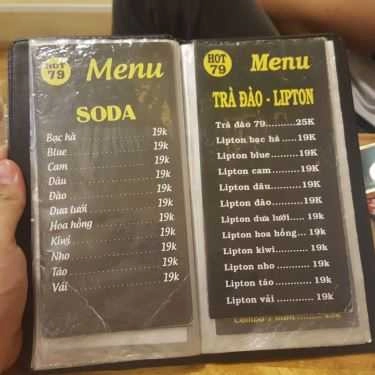 HOT
79
Menu
SODA
Bạc hà 19k
Blue 19k
Cam 19k
Dâu 19k
Đào 19k
Dưa lưới 19k
Hoa hồng 19k
Kiwi 19k
Nho 19k
Táo 19k
Vải 19k
HOT
79
Menu
TRÀ ĐÀO - LIPTON
Trà đào 79..........25K
Lipton bạc hà ..... 19K
Lipton blue......... 19K
Lipton cam......... 19K
Lipton dâu......... 19K
Lipton đào......... 19K
Lipton dưa lưới..... 19k
Lipton hoa hồng... 19K
Lipton kiwi......... 19k
Lipton nho ......... 19k
Lipton táo ......... 19k
Lipton vải ......... 19k